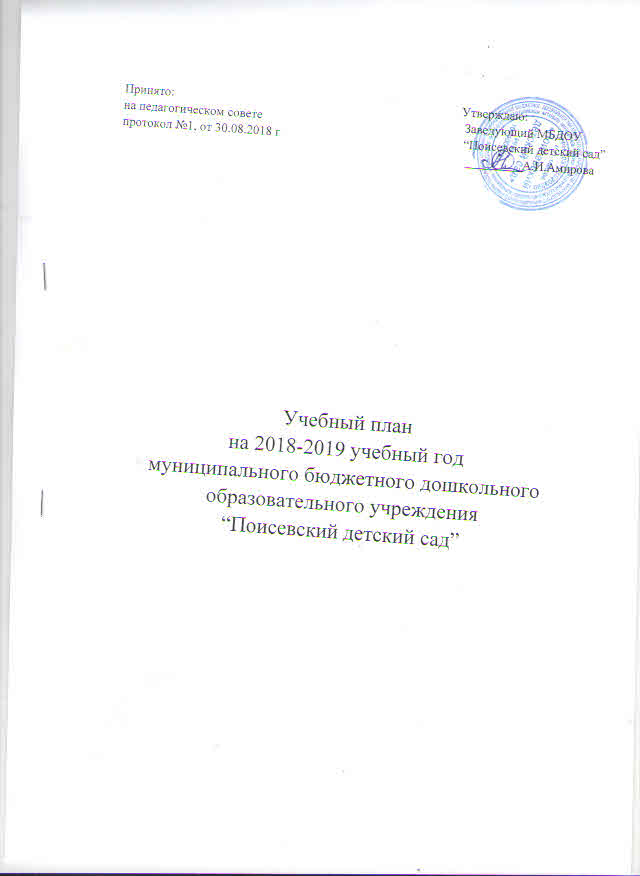 Принято:
на педагогическом совете
протокол №1, от 30.08.2018 г
Утверждаю:
Заведующий МБДОУ
“Поисевский детский сад”
А.И.Амирова
Учебный план
на 2018-2019 учебный год
муниципального бюджетного дошкольного
образовательного учреждения
“Поисевский детский сад”